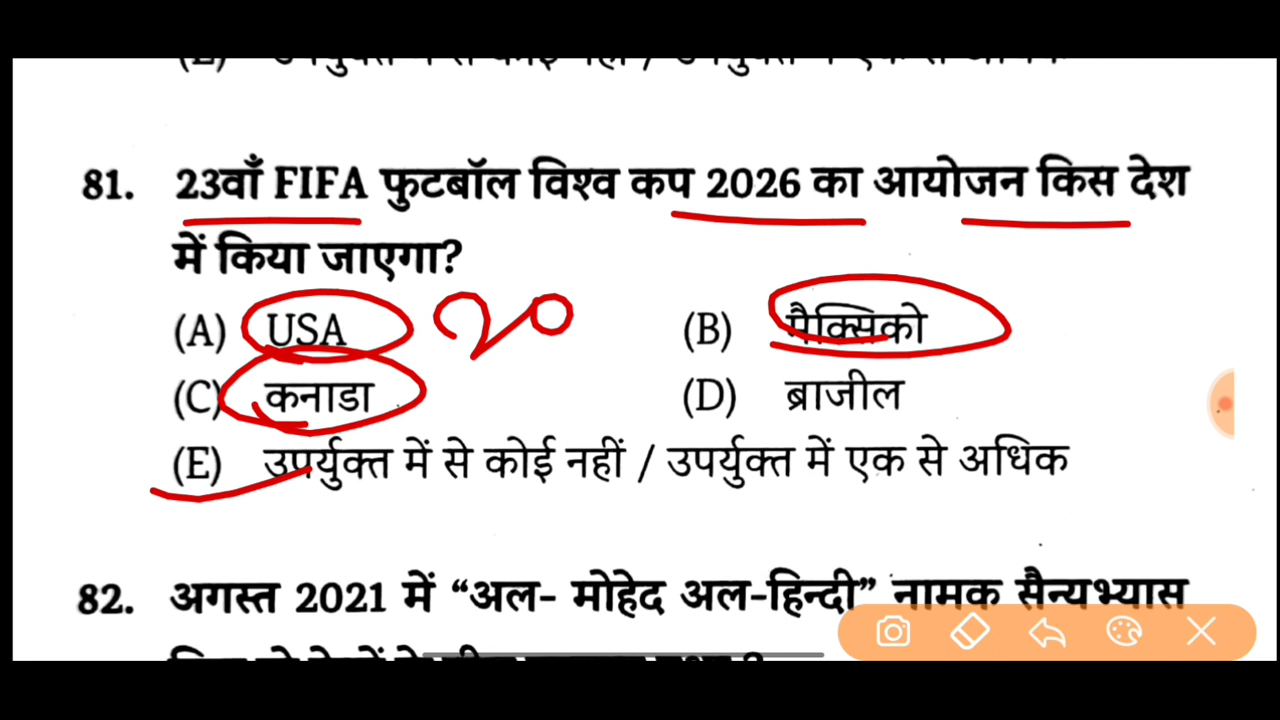 81. 23वाँ FIFA फुटबॉल विश्व कप 2026 का आयोजन किस देश
में किया जाएगा?
(A) USA (B) मैक्सिको
(C) कनाडा (D) ब्राजील
(E) उपर्युक्त में से कोई नहीं / उपर्युक्त में एक से अधिक
82. अगस्त 2021 में “अल- मोहेद अल-हिन्दी” नामक सैन्यभ्यास